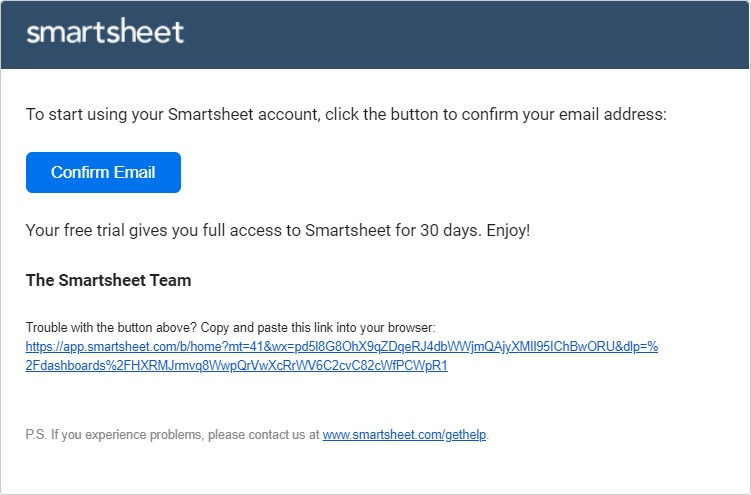 smartsheet
To start using your Smartsheet account, click the button to confirm your email address:
Confirm Email
Your free trial gives you full access to Smartsheet for 30 days. Enjoy!
The Smartsheet Team
Trouble with the button above? Copy and paste this link into your browser:
https://app.smartsheet.com/b/home?mt=41&wx=pd5l8G8OhX9qZDqeRJ4dbWWjmQAjyXMIl95IChBwORU&dlp=%
2Fdashboards%2FHXRMJrmvq8WwpQrVwXcRrWV6C2cvC82cWfPCWpR1
P.S. If you experience problems, please contact us at www.smartsheet.com/gethelp.